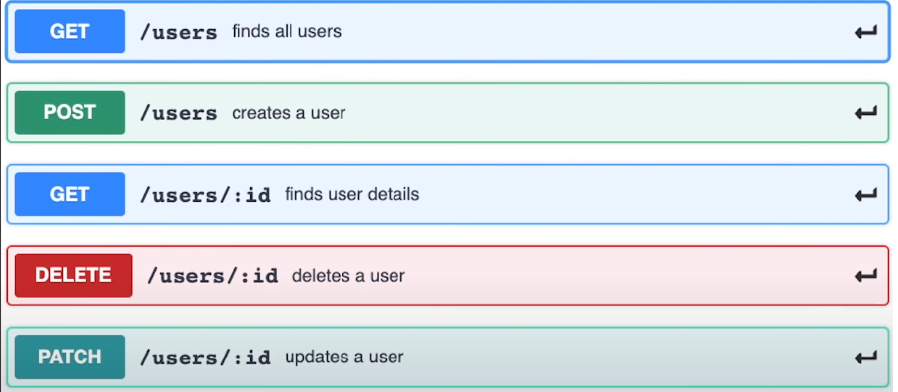 GET /users finds all users
POST /users creates a user
GET /users/:id finds user details
DELETE /users/:id deletes a user
PATCH /users/:id updates a user